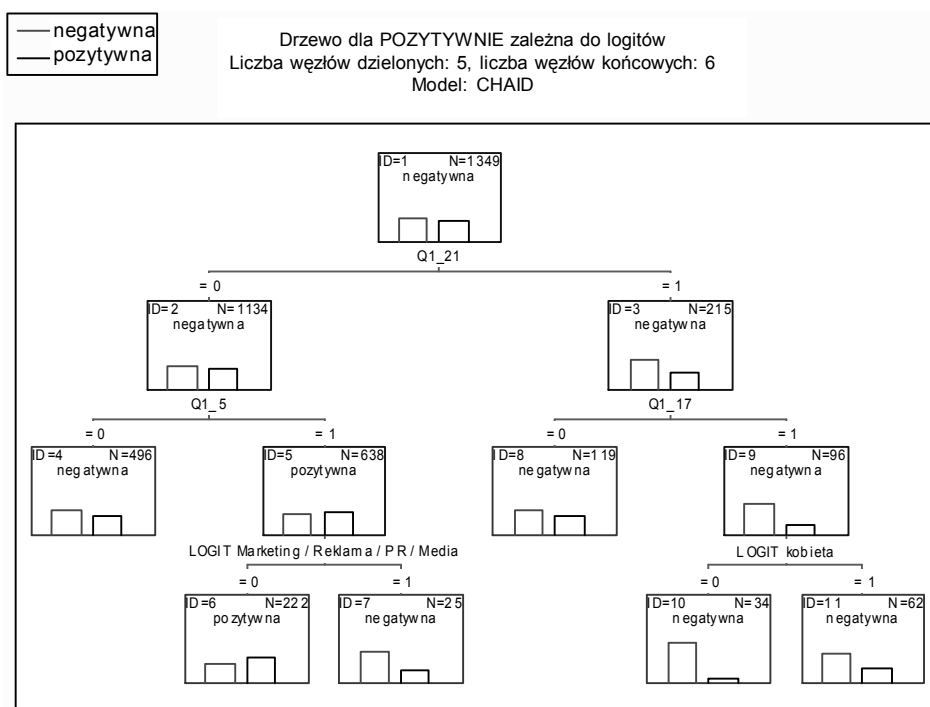 negatywna
pozytywna
Drzewo dla POZYTYWNIE zależna do logitów
Liczba węzłów dzielonych: 5, liczba węzłów końcowych: 6
Model: CHAID
ID=1 N=1349
negatywna
Q1_21
= 0 = 1
ID=2 N=1134 ID=3 N=215
negatywna negatywna
Q1_5 Q1_17
= 0 = 1 = 0 = 1
ID=4 N=496 ID=5 N=638 ID=8 N=119 ID=9 N=96
negatywna pozytywna negatywna negatywna
LOGIT Marketing / Reklama / PR / Media LOGIT kobieta
= 0 = 1 = 0 = 1
ID=6 N=222 ID=7 N=25 ID=10 N=34 ID=11 N=62
pozytywna negatywna negatywna negatywna